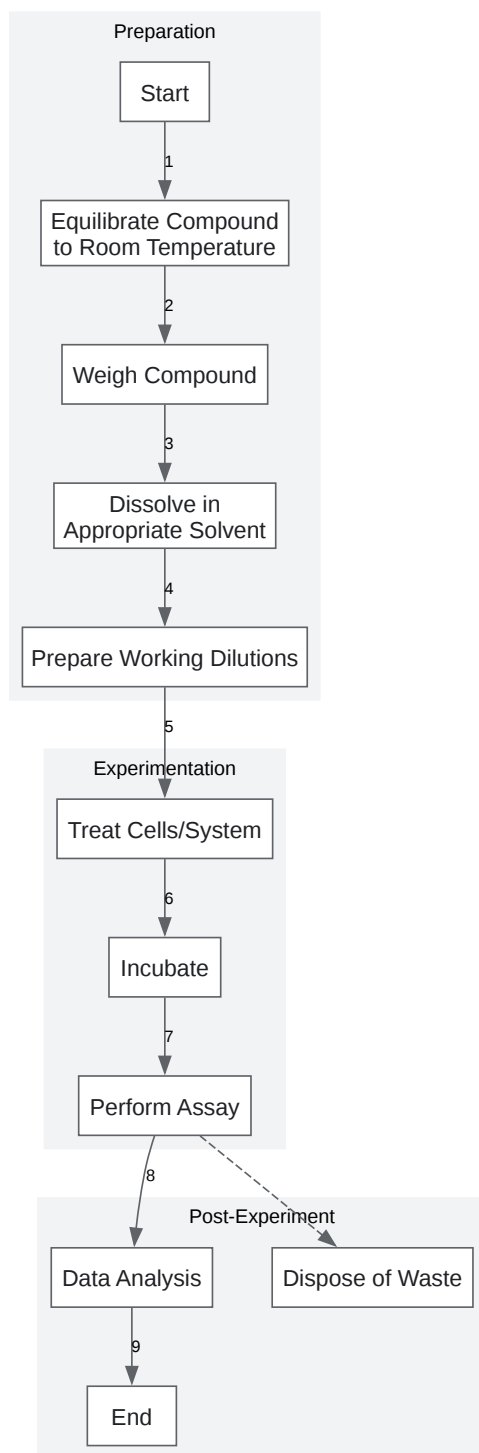 Preparation
Start
1
Equilibrate Compound
to Room Temperature
2
Weigh Compound
3
Dissolve in
Appropriate Solvent
4
Prepare Working Dilutions
5
Experimentation
Treat Cells/System
6
Incubate
7
Perform Assay
8
Post-Experiment
Data Analysis
Dispose of Waste
9
End